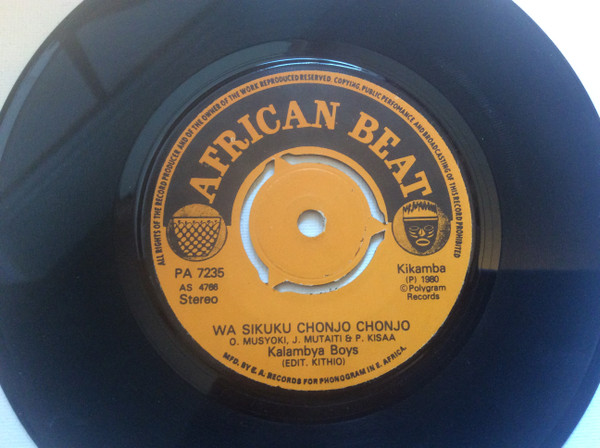 ALL RIGHTS OF THE RECORD PRODUCER AND OF THE OWNER OF THE WORK REPRODUCED RESERVED. COPYING, PUBLIC PERFOMANCE AND BROADCASTING OF THIS RECORD PROHIBITED
AFRICAN BEAT
PA 7235
AS 4786
Stereo
Kikamba
(P) 1980
©Polygram
Records
WA SIKUKU CHONJO CHONJO
O. MUSYOKI, J. MUTAITI & P. KISAA
Kalambya Boys
(EDIT. KITHIO)
MFD. BY E. A. RECORDS FOR PHONOGRAM IN E. AFRICA.